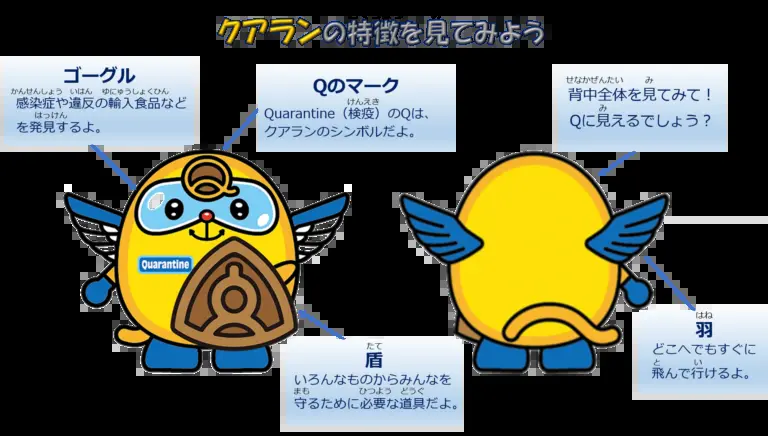 クアランの特徴を見てみよう
ゴーグル
かんせんしょう いはん ゆにゅうしょくひん
感染症や違反の輸入食品など
はっけん
を発見するよ。
Qのマーク
けんえき
Quarantine（検疫）のQは、
クアランのシンボルだよ。
せなかぜんたい み
背中全体を見てみて！
み
Qに見えるでしょう？
Q
Quarantine
たて
盾
いろんなものからみんなを
まも ひつよう どうぐ
守るために必要な道具だよ。
はね
羽
どこへでもすぐに
と い
飛んで行けるよ。